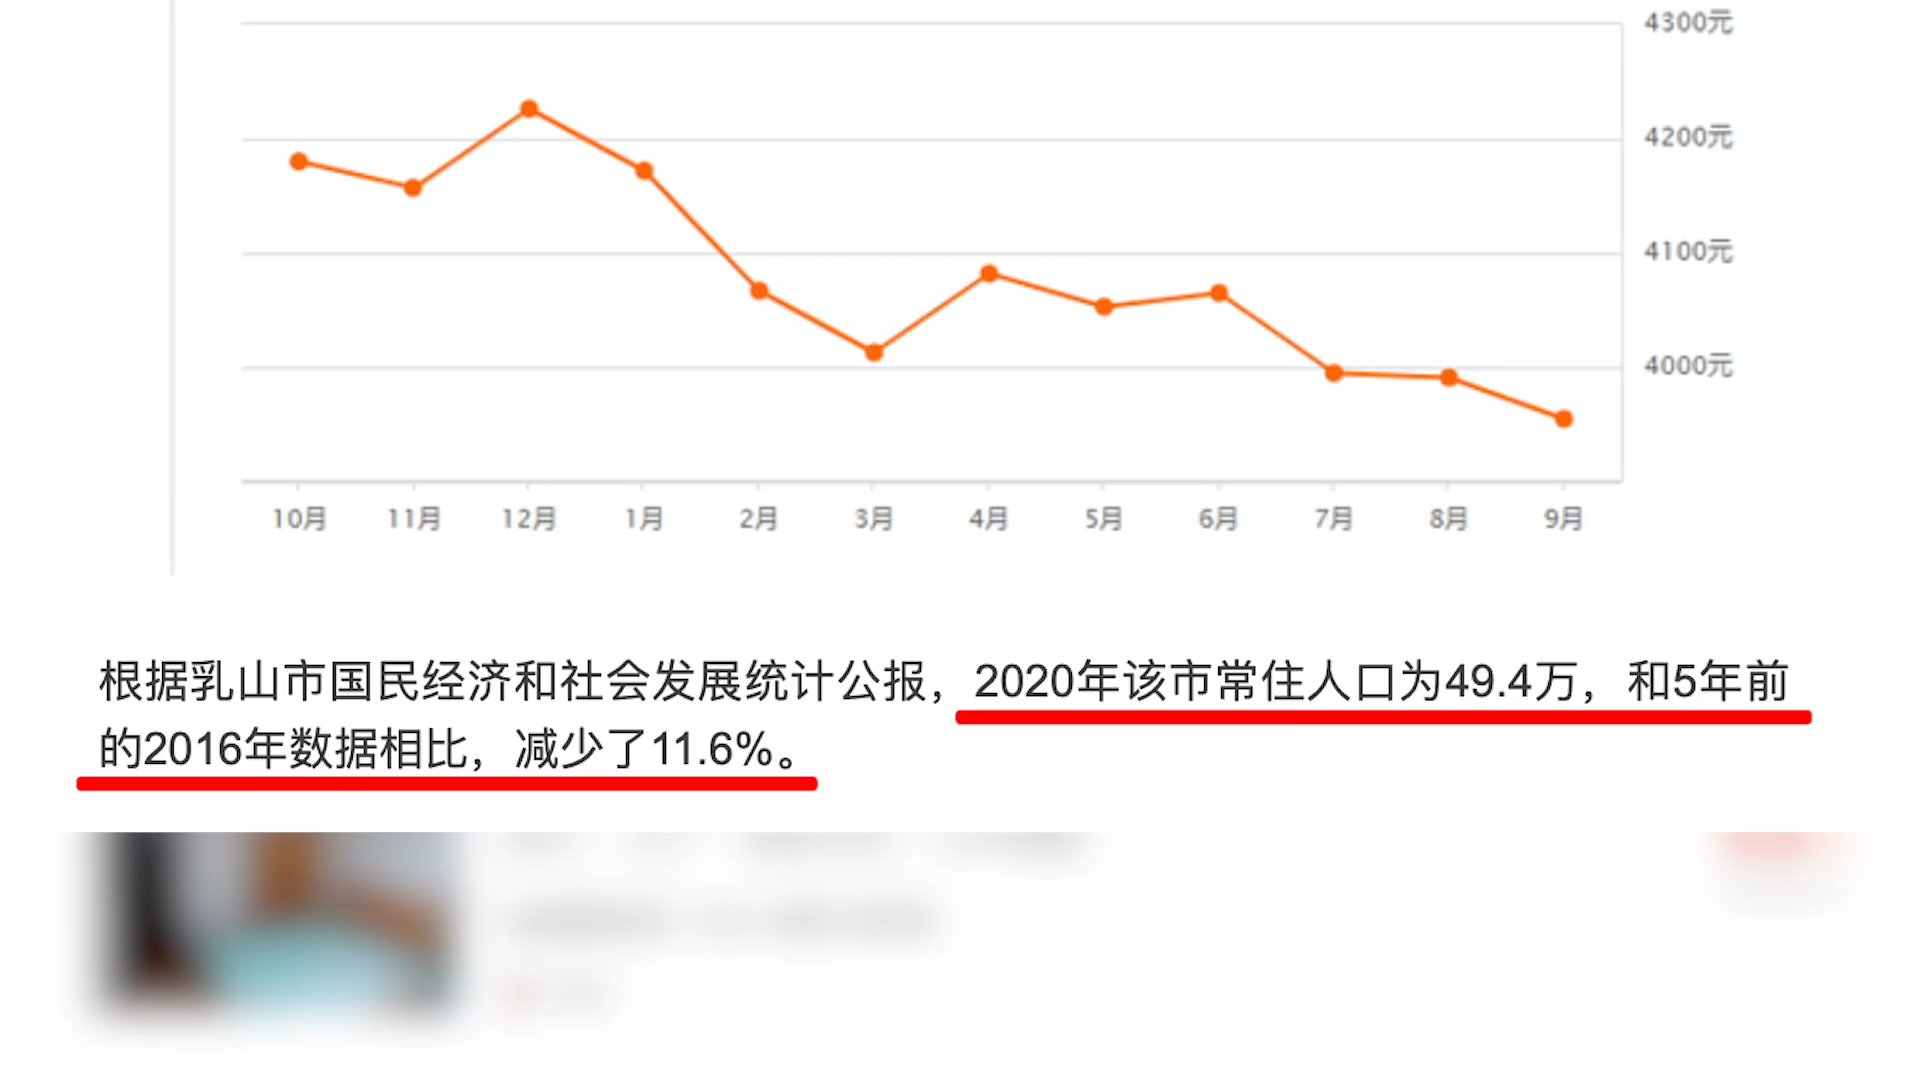 4300元
4200元
4100元
4000元
10月 11月 12月 1月 2月 3月 4月 5月 6月 7月 8月 9月
根据乳山市国民经济和社会发展统计公报，2020年该市常住人口为49.4万，和5年前
的2016年数据相比，减少了11.6%。